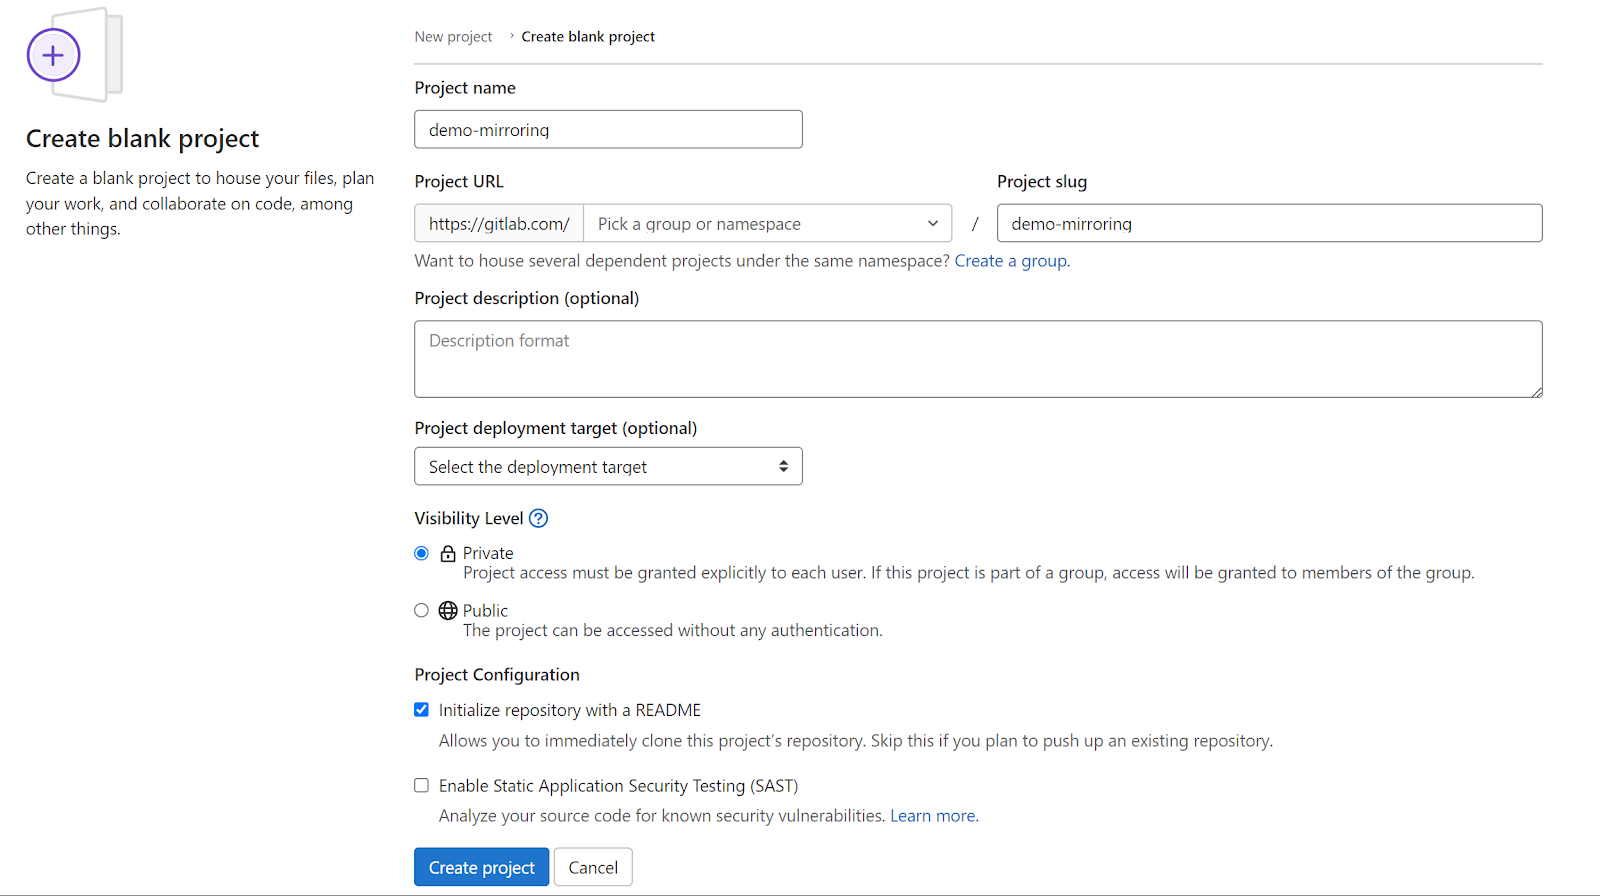 Create blank project
Create a blank project to house your files, plan
your work, and collaborate on code, among
other things.
New project › Create blank project
Project name
demo-mirroring
Project URL
https://gitlab.com/ Pick a group or namespace
/
Project slug
demo-mirroring
Want to house several dependent projects under the same namespace? Create a group.
Project description (optional)
Description format
Project deployment target (optional)
Select the deployment target
Visibility Level ?
Private
Project access must be granted explicitly to each user. If this project is part of a group, access will be granted to members of the group.
Public
The project can be accessed without any authentication.
Project Configuration
Initialize repository with a README
Allows you to immediately clone this project’s repository. Skip this if you plan to push up an existing repository.
Enable Static Application Security Testing (SAST)
Analyze your source code for known security vulnerabilities. Learn more.
Create project
Cancel